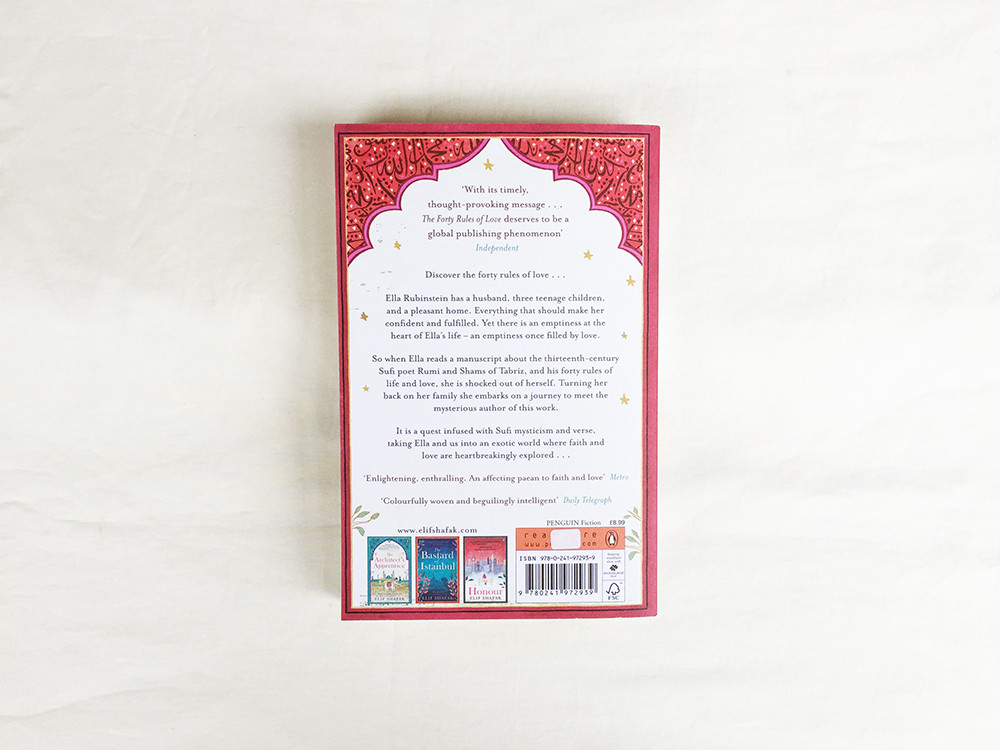 ‘With its timely,
thought-provoking message . . .
The Forty Rules of Love deserves to be a
global publishing phenomenon’
Independent
Discover the forty rules of love . . .
Ella Rubinstein has a husband, three teenage children,
and a pleasant home. Everything that should make her
confident and fulfilled. Yet there is an emptiness at the
heart of Ella’s life – an emptiness once filled by love.
So when Ella reads a manuscript about the thirteenth-century
Sufi poet Rumi and Shams of Tabriz, and his forty rules of
life and love, she is shocked out of herself. Turning her
back on her family she embarks on a journey to meet the
mysterious author of this work.
It is a quest infused with Sufi mysticism and verse,
taking Ella and us into an exotic world where faith and
love are heartbreakingly explored . . .
‘Enlightening, enthralling. An affecting paean to faith and love’ Metro
‘Colourfully woven and beguilingly intelligent’ Daily Telegraph
www.elifshafak.com
The
Architect's
Apprentice
ELIF SHAFAK
The
Bastard
of
Istanbul
ELIF SHAFAK
Honour
ELIF SHAFAK
PENGUIN Fiction £8.99
ISBN 978-0-241-97293-9
9 780241 972939
FSC